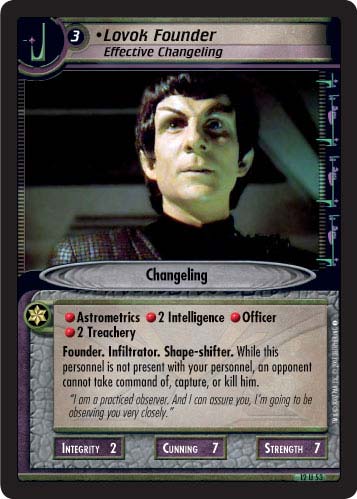 3
•Lovok Founder
Effective Changeling
Changeling
Astrometrics 2 Intelligence Officer
2 Treachery
Founder. Infiltrator. Shape-shifter. While this
personnel is not present with your personnel, an opponent
cannot take command of, capture, or kill him.
"I am a practiced observer. And I can assure you, I'm going to be
observing you very closely."
INTEGRITY 2 CUNNING 7 STRENGTH 7
12 U 53